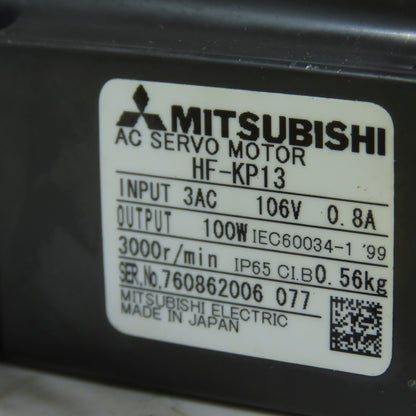 MITSUBISHI
AC SERVO MOTOR
HF-KP13
INPUT 3AC 106V 0.8A
OUTPUT 100W IEC60034-1 '99
3000r/min IP65 CI.B 0.56kg
SER.No.760862006 077
MITSUBISHI ELECTRIC
MADE IN JAPAN